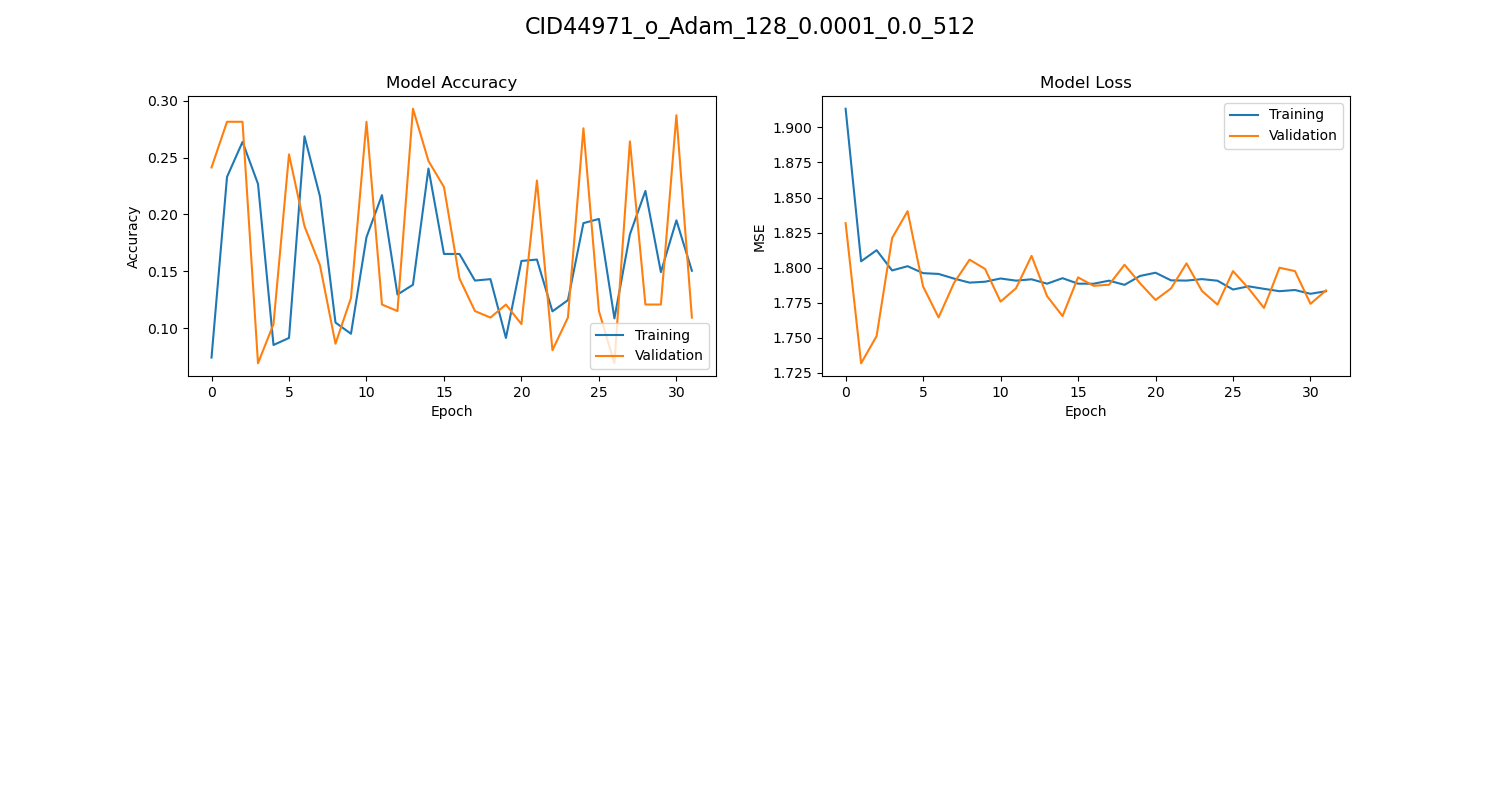 CID44971_o_Adam_128_0.0001_0.0_512
Model Accuracy
Accuracy
0.30
0.25
0.20
0.15
0.10
Training
Validation
0 5 10 15 20 25 30
Epoch
Model Loss
MSE
1.900
1.875
1.850
1.825
1.800
1.775
1.750
1.725
Training
Validation
0 5 10 15 20 25 30
Epoch